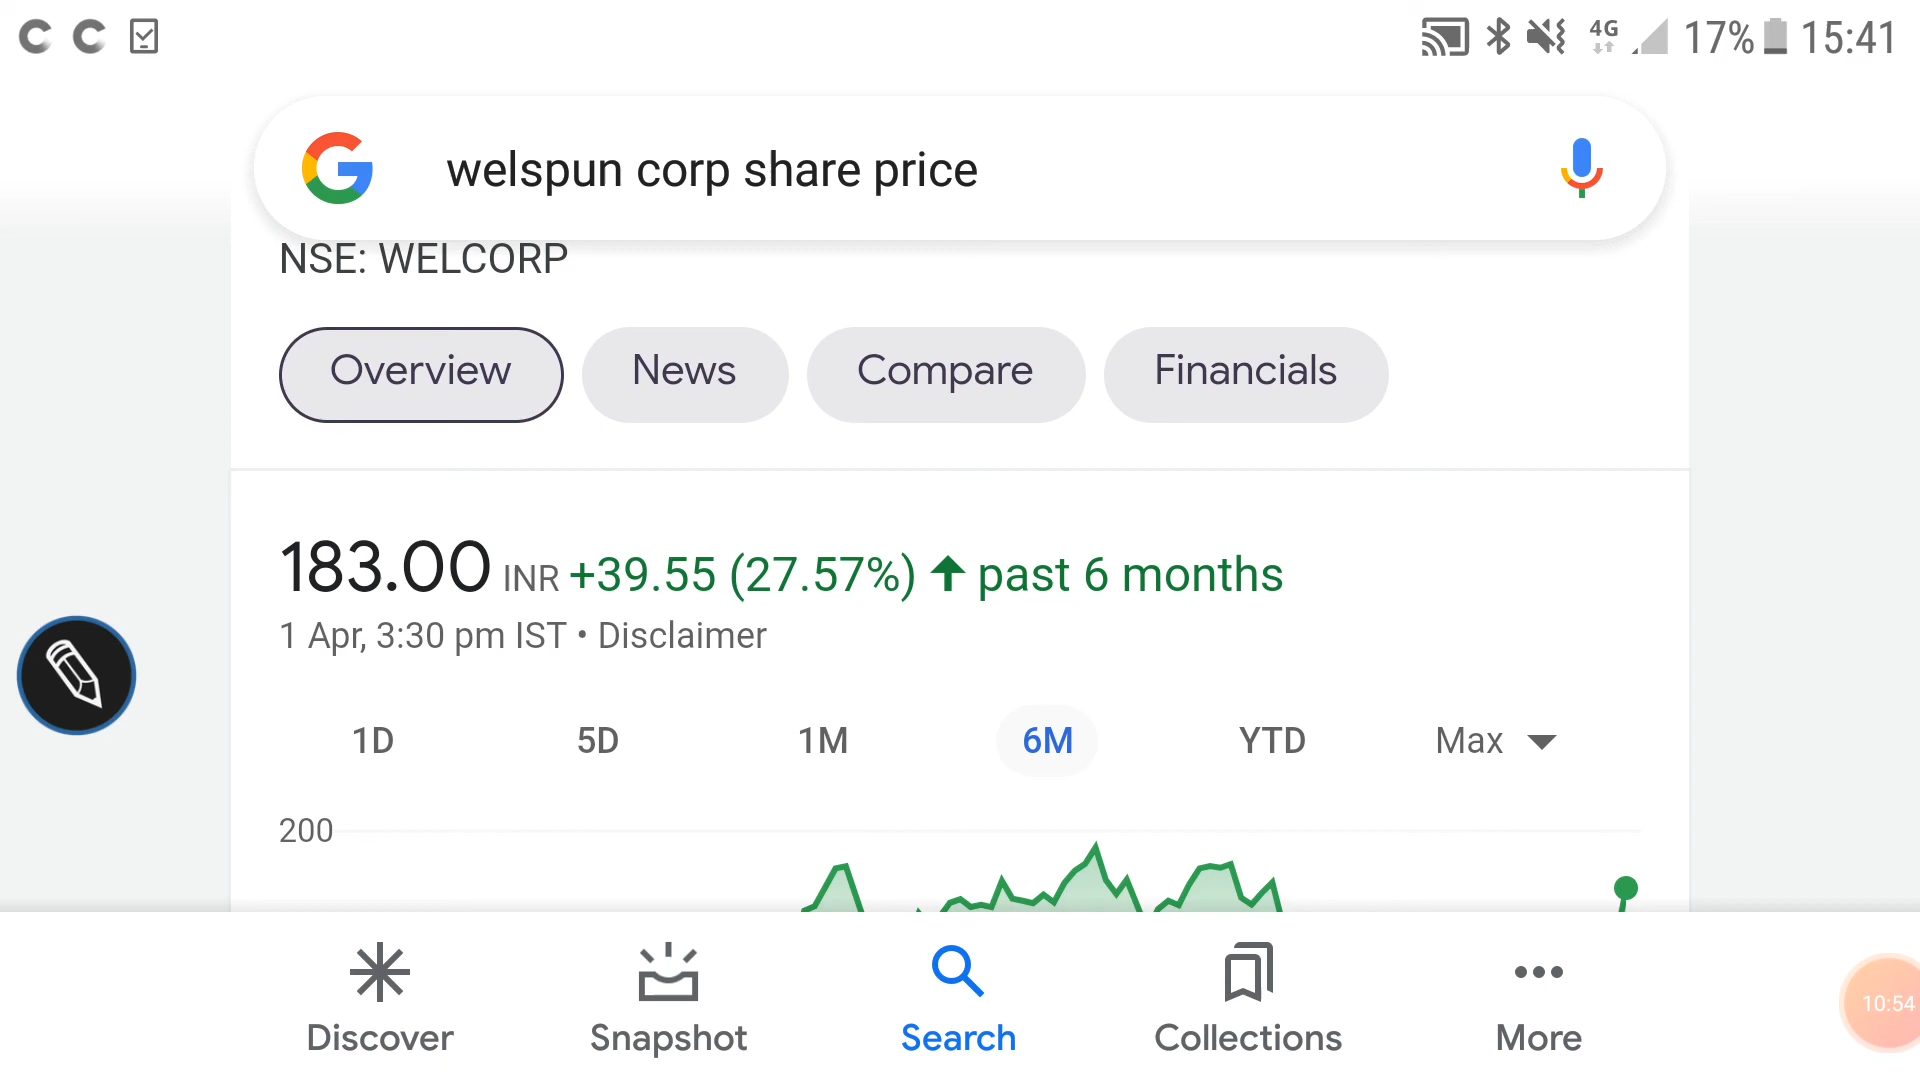 4G 17% 15:41
welspun corp share price
NSE: WELCORP
Overview News Compare Financials
183.00 INR +39.55 (27.57%) ↑ past 6 months
1 Apr, 3:30 pm IST • Disclaimer
1D 5D 1M 6M YTD Max
200
Discover Snapshot Search Collections More
10:54